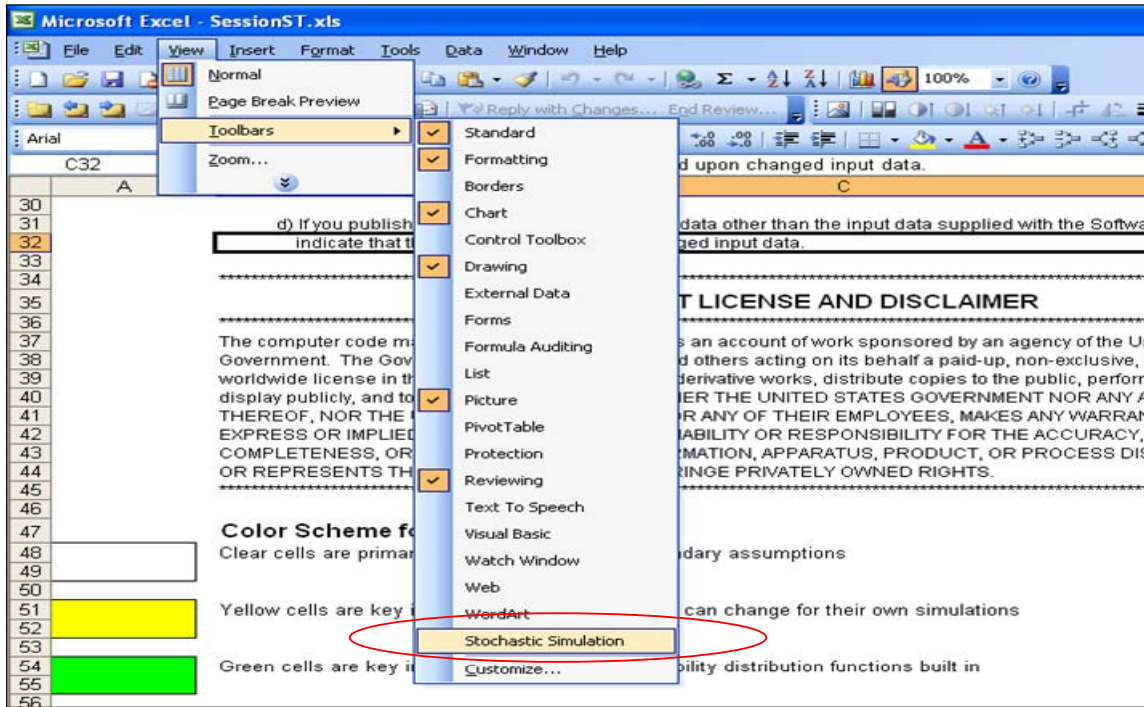 Microsoft Excel - SessionST.xls
File Edit View Insert Format Tools Data Window Help
Normal
Page Break Preview
Toolbars
Zoom...
Standard
Formatting
Borders
Chart
Control Toolbox
Drawing
External Data
Forms
Formula Auditing
List
Picture
PivotTable
Protection
Reviewing
Text To Speech
Visual Basic
Watch Window
Web
WordArt
Stochastic Simulation
Customize...
100%
Reply with Changes... End Review...
Arial
C32 d upon changed input data.
A C
30
31 d) If you publish data other than the input data supplied with the Softwa
32 indicate that t ged input data.
33
34
35 T LICENSE AND DISCLAIMER
36
37 The computer code ma s an account of work sponsored by an agency of the U
38 Government. The Gov d others acting on its behalf a paid-up, non-exclusive,
39 worldwide license in th derivative works, distribute copies to the public, perform
40 display publicly, and to ER THE UNITED STATES GOVERNMENT NOR ANY A
41 THEREOF, NOR THE R ANY OF THEIR EMPLOYEES, MAKES ANY WARRAN
42 EXPRESS OR IMPLIED ABILITY OR RESPONSIBILITY FOR THE ACCURACY,
43 COMPLETENESS, OR MATION, APPARATUS, PRODUCT, OR PROCESS DIS
44 OR REPRESENTS TH RINGE PRIVATELY OWNED RIGHTS.
45
46
47 Color Scheme fo
48 Clear cells are primar dary assumptions
49
50
51 Yellow cells are key i can change for their own simulations
52
53
54 Green cells are key i bility distribution functions built in
55
56